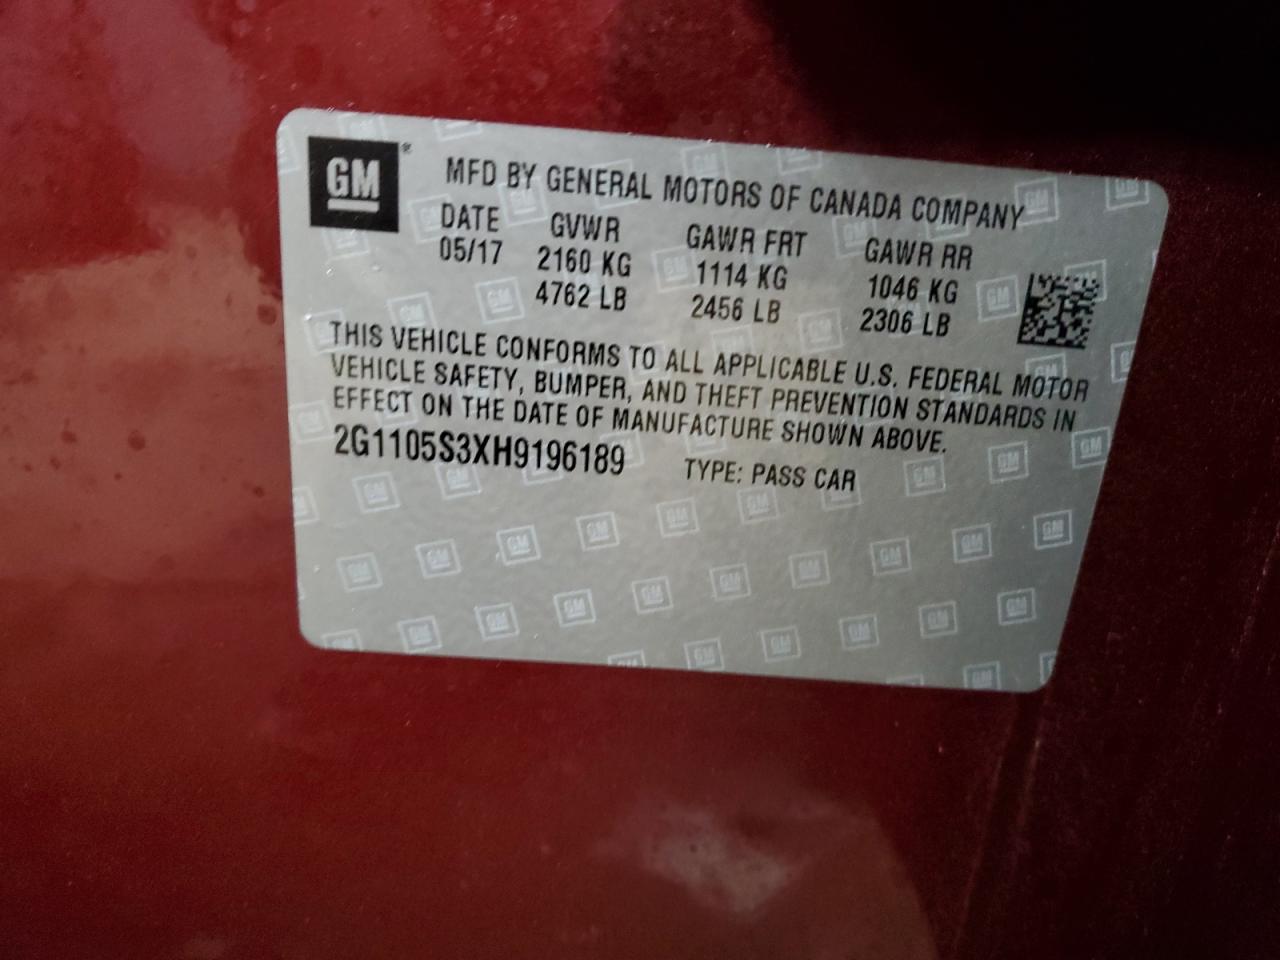 GM®
MFD BY GENERAL MOTORS OF CANADA COMPANY
DATE GVWR GAWR FRT GAWR RR
05/17 2160 KG 1114 KG 1046 KG
4762 LB 2456 LB 2306 LB
THIS VEHICLE CONFORMS TO ALL APPLICABLE U.S. FEDERAL MOTOR
VEHICLE SAFETY, BUMPER, AND THEFT PREVENTION STANDARDS IN
EFFECT ON THE DATE OF MANUFACTURE SHOWN ABOVE.
2G1105S3XH9196189 TYPE: PASS CAR